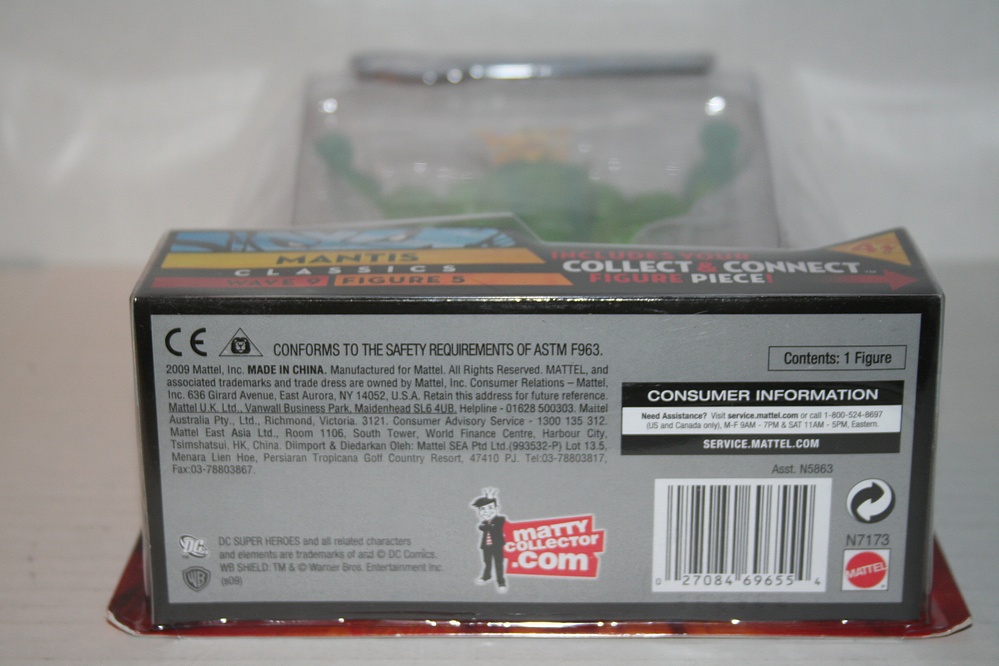 MANTIS
CLASSICS
WAVE 9 FIGURE 5
INCLUDES YOUR
COLLECT & CONNECT™
FIGURE PIECE!
4+
CE
CONFORMS TO THE SAFETY REQUIREMENTS OF ASTM F963.
2009 Mattel, Inc. MADE IN CHINA. Manufactured for Mattel. All Rights Reserved. MATTEL, and
associated trademarks and trade dress are owned by Mattel, Inc. Consumer Relations – Mattel,
Inc. 636 Girard Avenue, East Aurora, NY 14052, U.S.A. Retain this address for future reference.
Mattel U.K. Ltd., Vanwall Business Park, Maidenhead SL6 4UB. Helpline - 01628 500303. Mattel
Australia Pty., Ltd., Richmond, Victoria. 3121. Consumer Advisory Service - 1300 135 312.
Mattel East Asia Ltd., Room 1106, South Tower, World Finance Centre, Harbour City,
Tsimshatsui, HK, China. Diimport & Diedarkan Oleh: Mattel SEA Ptd Ltd.(993532-P) Lot 13.5,
Menara Lien Hoe, Persiaran Tropicana Golf Country Resort, 47410 PJ. Tel:03-78803817,
Fax:03-78803867.
Contents: 1 Figure
CONSUMER INFORMATION
Need Assistance? Visit service.mattel.com or call 1-800-524-8697
(US and Canada only), M-F 9AM - 7PM & SAT 11AM - 5PM, Eastern.
SERVICE.MATTEL.COM
Asst. N5863
DC
DC SUPER HEROES and all related characters
and elements are trademarks of and © DC Comics.
WB SHIELD: TM & © Warner Bros. Entertainment Inc.
(s09)
WB
MATTY
COLLECTOR
.com
0 27084 69655 4
N7173
MATTEL